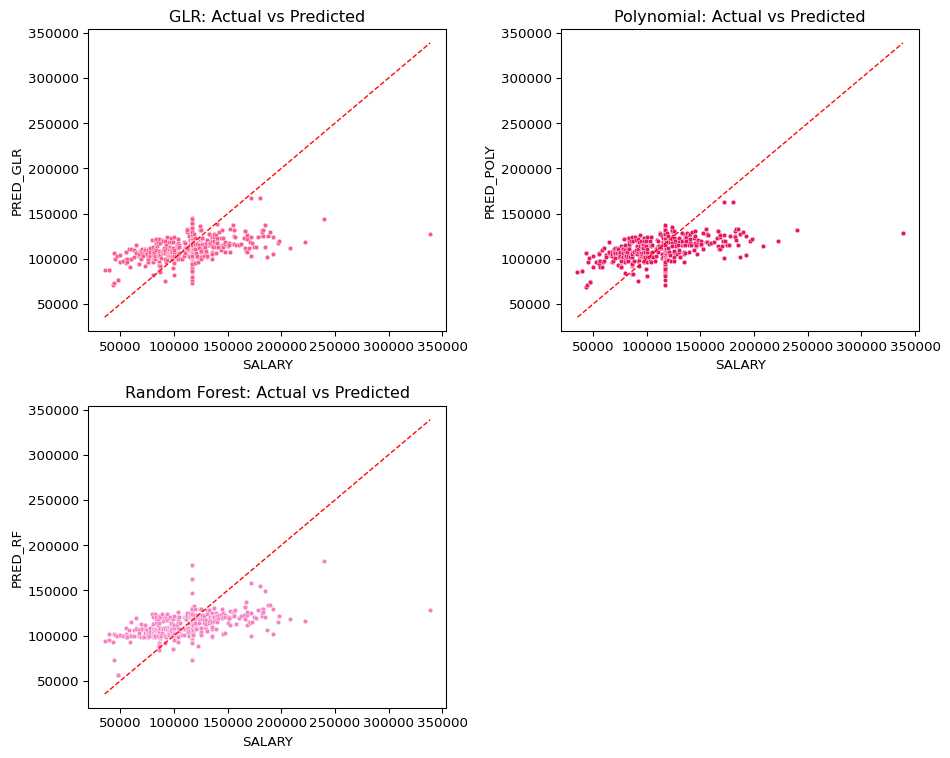 GLR: Actual vs Predicted
350000
300000
250000
200000
150000
100000
50000
PRED_GLR
50000 100000 150000 200000 250000 300000 350000
SALARY
Polynomial: Actual vs Predicted
350000
300000
250000
200000
150000
100000
50000
PRED_POLY
50000 100000 150000 200000 250000 300000 350000
SALARY
Random Forest: Actual vs Predicted
350000
300000
250000
200000
150000
100000
50000
PRED_RF
50000 100000 150000 200000 250000 300000 350000
SALARY